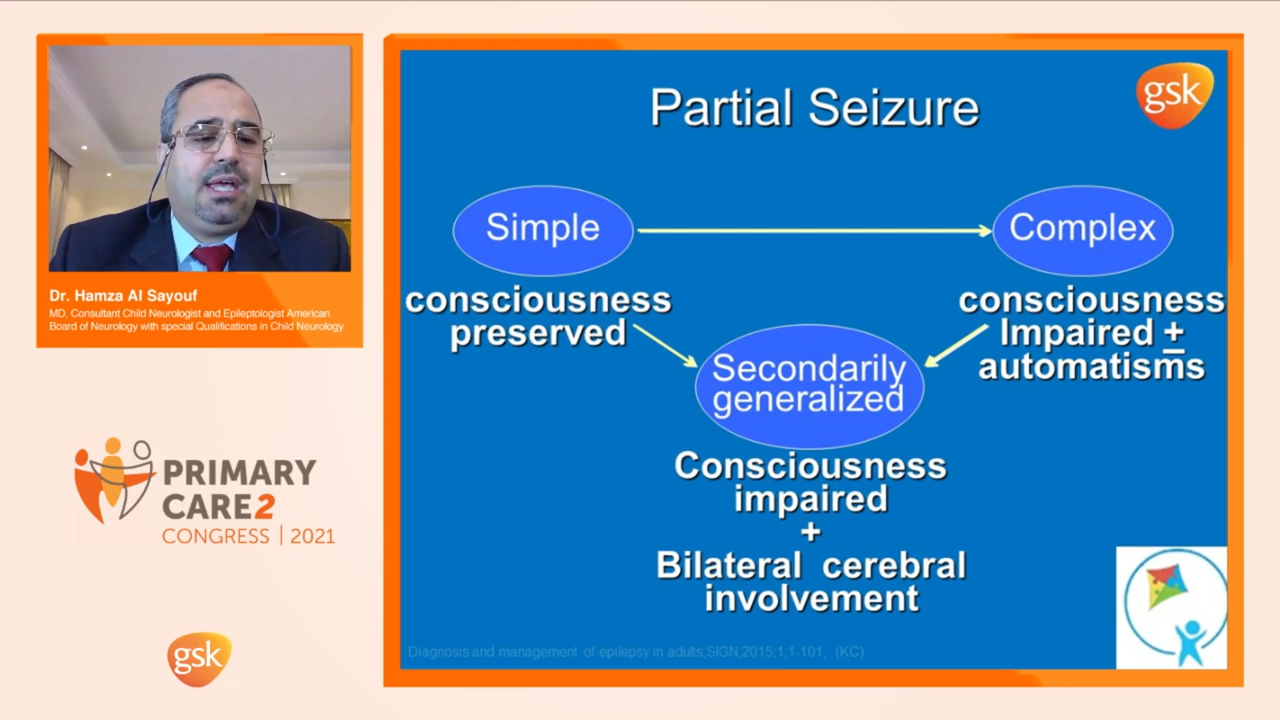 Dr. Hamza Al Sayouf
MD, Consultant Child Neurologist and Epileptologist American
Board of Neurology with special Qualifications in Child Neurology
PRIMARY
CARE2
CONGRESS | 2021
gsk
gsk
Partial Seizure
Simple
Complex
consciousness
preserved
consciousness
Impaired ±
automatisms
Secondarily
generalized
Consciousness
impaired
+
Bilateral cerebral
involvement
Diagnosis and management of epilepsy in adults;SIGN;2015;1;1-101, (KC)